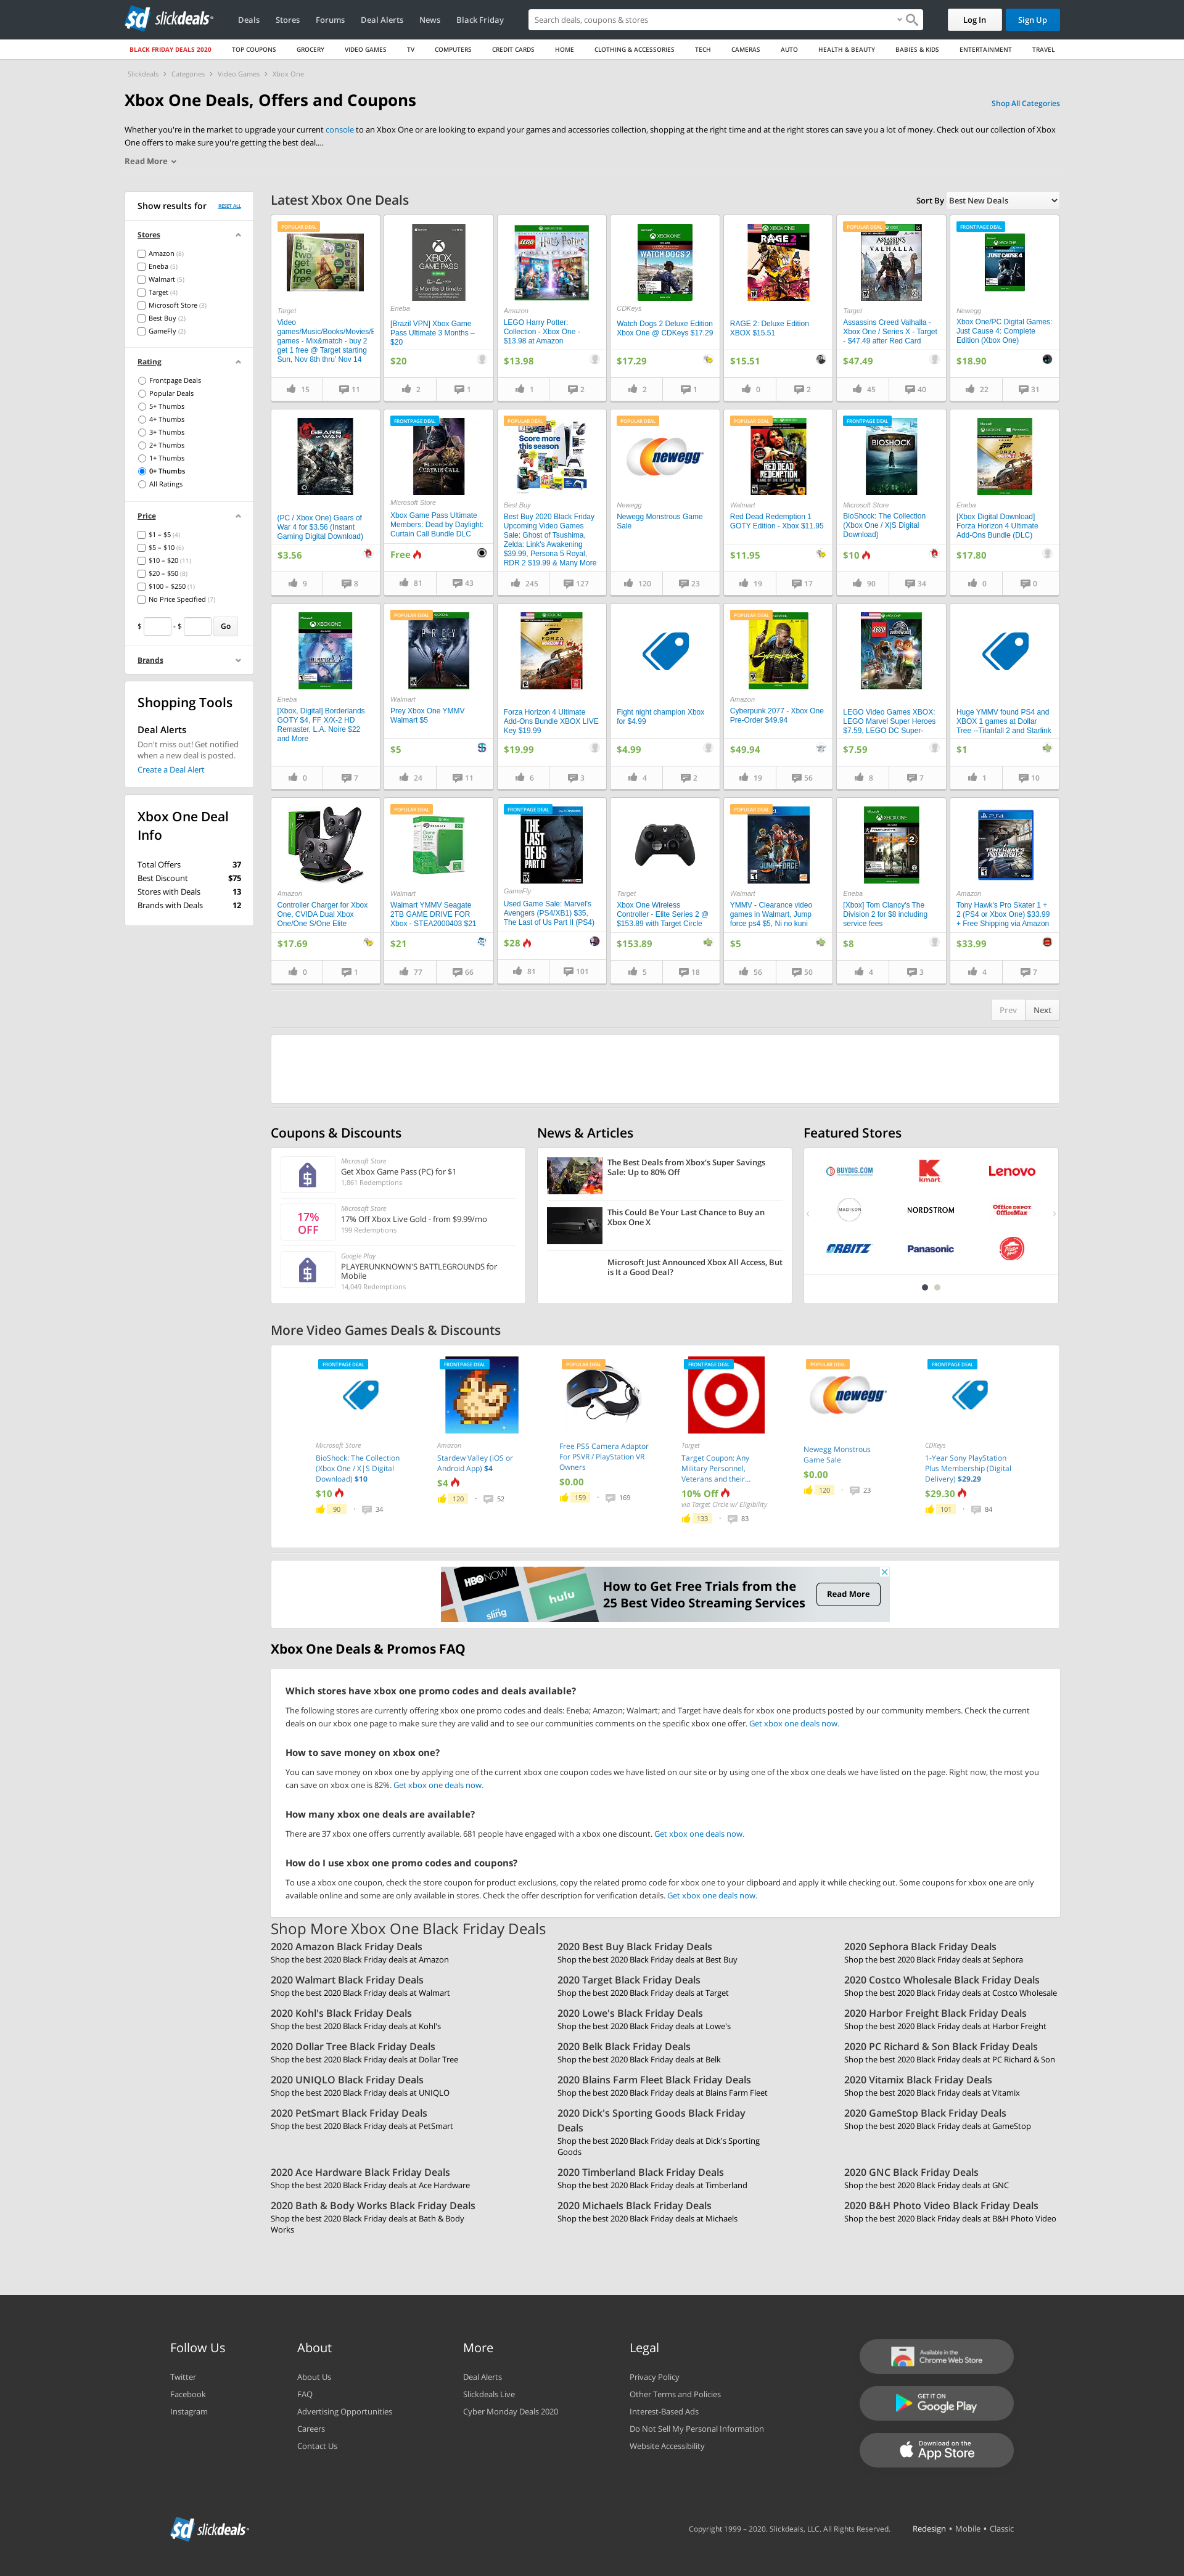 slickdeals
Deals
Stores
Forums
Deal Alerts
News
Black Friday
Search deals, coupons & stores
Log In
Sign Up
BLACK FRIDAY DEALS 2020
TOP COUPONS
GROCERY
VIDEO GAMES
TV
COMPUTERS
CREDIT CARDS
HOME
CLOTHING & ACCESSORIES
TECH
CAMERAS
AUTO
HEALTH & BEAUTY
BABIES & KIDS
ENTERTAINMENT
TRAVEL
Slickdeals > Categories > Video Games > Xbox One
Xbox One Deals, Offers and Coupons
Shop All Categories
Whether you're in the market to upgrade your current console to an Xbox One or are looking to expand your games and accessories collection, shopping at the right time and at the right stores can save you a lot of money. Check out our collection of Xbox
One offers to make sure you're getting the best deal....
Read More
Show results for
RESET ALL
Stores
Amazon (8)
Eneba (5)
Walmart (5)
Target (4)
Microsoft Store (3)
Best Buy (2)
GameFly (2)
Rating
Frontpage Deals
Popular Deals
5+ Thumbs
4+ Thumbs
3+ Thumbs
2+ Thumbs
1+ Thumbs
0+ Thumbs
All Ratings
Price
$1 – $5 (4)
$5 – $10 (6)
$10 – $20 (11)
$20 – $50 (8)
$100 – $250 (1)
No Price Specified (7)
$ - $ Go
Brands
Shopping Tools
Deal Alerts
Don't miss out! Get notified
when a new deal is posted.
Create a Deal Alert
Xbox One Deal
Info
Total Offers 37
Best Discount $75
Stores with Deals 13
Brands with Deals 12
Latest Xbox One Deals
Sort By Best New Deals
POPULAR DEAL
Target
Video
games/Music/Books/Movies/E
games - Mix&match - buy 2
get 1 free @ Target starting
Sun, Nov 8th thru' Nov 14
15 11
XBOX
GAME PASS
Eneba
[Brazil VPN] Xbox Game
Pass Ultimate 3 Months –
$20
$20
2 1
Amazon
LEGO Harry Potter:
Collection - Xbox One -
$13.98 at Amazon
$13.98
1 2
WATCH DOGS 2
CDKeys
Watch Dogs 2 Deluxe Edition
Xbox One @ CDKeys $17.29
$17.29
2 1
RAGE 2
RAGE 2: Deluxe Edition
XBOX $15.51
$15.51
0 2
POPULAR DEAL
VALHALLA
Target
Assassins Creed Valhalla -
Xbox One / Series X - Target
- $47.49 after Red Card
$47.49
45 40
FRONTPAGE DEAL
JUST CAUSE 4
Newegg
Xbox One/PC Digital Games:
Just Cause 4: Complete
Edition (Xbox One)
$18.90
22 31
GEARS OF WAR
(PC / Xbox One) Gears of
War 4 for $3.56 (Instant
Gaming Digital Download)
$3.56
9 8
FRONTPAGE DEAL
CURTAIN CALL
Microsoft Store
Xbox Game Pass Ultimate
Members: Dead by Daylight:
Curtain Call Bundle DLC
Free
81 43
POPULAR DEAL
Score more
this season
Best Buy
Best Buy 2020 Black Friday
Upcoming Video Games
Sale: Ghost of Tsushima,
Zelda: Link's Awakening
$39.99, Persona 5 Royal,
RDR 2 $19.99 & Many More
245 127
POPULAR DEAL
newegg
Newegg
Newegg Monstrous Game
Sale
120 23
POPULAR DEAL
RED DEAD
REDEMPTION
Walmart
Red Dead Redemption 1
GOTY Edition - Xbox $11.95
$11.95
19 17
FRONTPAGE DEAL
BIOSHOCK
Microsoft Store
BioShock: The Collection
(Xbox One / X|S Digital
Download)
$10
90 34
FORZA
Eneba
[Xbox Digital Download]
Forza Horizon 4 Ultimate
Add-Ons Bundle (DLC)
$17.80
0 0
XBOX ONE
Eneba
[Xbox, Digital] Borderlands
GOTY $4, FF X/X-2 HD
Remaster, L.A. Noire $22
and More
0 7
POPULAR DEAL
PREY
Walmart
Prey Xbox One YMMV
Walmart $5
$5
24 11
FORZA
Forza Horizon 4 Ultimate
Add-Ons Bundle XBOX LIVE
Key $19.99
$19.99
6 3
Fight night champion Xbox
for $4.99
$4.99
4 2
POPULAR DEAL
Cyberpunk
Amazon
Cyberpunk 2077 - Xbox One
Pre-Order $49.94
$49.94
19 56
LEGO
LEGO Video Games XBOX:
LEGO Marvel Super Heroes
$7.59, LEGO DC Super-
$7.59
8 7
Huge YMMV found PS4 and
XBOX 1 games at Dollar
Tree --Titanfall 2 and Starlink
$1
1 10
Amazon
Controller Charger for Xbox
One, CVIDA Dual Xbox
One/One S/One Elite
$17.69
0 1
POPULAR DEAL
Walmart
Walmart YMMV Seagate
2TB GAME DRIVE FOR
Xbox - STEA2000403 $21
$21
77 66
FRONTPAGE DEAL
THE
LAST
OF US
PART II
GameFly
Used Game Sale: Marvel's
Avengers (PS4/XB1) $35,
The Last of Us Part II (PS4)
$28
81 101
Target
Xbox One Wireless
Controller - Elite Series 2 @
$153.89 with Target Circle
$153.89
5 18
POPULAR DEAL
JUMP FORCE
Walmart
YMMV - Clearance video
games in Walmart, Jump
force ps4 $5, Ni no kuni
$5
56 50
Eneba
[Xbox] Tom Clancy's The
Division 2 for $8 including
service fees
$8
4 3
PS4
TONY HAWK'S
Amazon
Tony Hawk's Pro Skater 1 +
2 (PS4 or Xbox One) $33.99
+ Free Shipping via Amazon
$33.99
4 7
Prev
Next
Coupons & Discounts
Microsoft Store
Get Xbox Game Pass (PC) for $1
1,861 Redemptions
17%
OFF
Microsoft Store
17% Off Xbox Live Gold - from $9.99/mo
199 Redemptions
Google Play
PLAYERUNKNOWN'S BATTLEGROUNDS for
Mobile
14,049 Redemptions
News & Articles
The Best Deals from Xbox's Super Savings
Sale: Up to 80% Off
This Could Be Your Last Chance to Buy an
Xbox One X
Microsoft Just Announced Xbox All Access, But
is It a Good Deal?
Featured Stores
BUYDIG.COM
kmart
Lenovo
MADISON
NORDSTROM
Office DEPOT
OfficeMax
ORBITZ
Panasonic
Pizza Hut
More Video Games Deals & Discounts
FRONTPAGE DEAL
Microsoft Store
BioShock: The Collection
(Xbox One / X|S Digital
Download) $10
$10
90 34
FRONTPAGE DEAL
Amazon
Stardew Valley (iOS or
Android App) $4
$4
120 52
POPULAR DEAL
Free PS5 Camera Adaptor
For PSVR / PlayStation VR
Owners
$0.00
159 169
FRONTPAGE DEAL
Target
Target Coupon: Any
Military Personnel,
Veterans and their...
10% Off
via Target Circle w/ Eligibility
133 83
POPULAR DEAL
newegg
Newegg Monstrous
Game Sale
$0.00
120 23
FRONTPAGE DEAL
CDKeys
1-Year Sony PlayStation
Plus Membership (Digital
Delivery) $29.29
$29.30
101 84
HBO NOW
sling
hulu
How to Get Free Trials from the
25 Best Video Streaming Services
Read More
Xbox One Deals & Promos FAQ
Which stores have xbox one promo codes and deals available?
The following stores are currently offering xbox one promo codes and deals: Eneba; Amazon; Walmart; and Target have deals for xbox one products posted by our community members. Check the current
deals on our xbox one page to make sure they are valid and to see our communities comments on the specific xbox one offer. Get xbox one deals now.
How to save money on xbox one?
You can save money on xbox one by applying one of the current xbox one coupon codes we have listed on our site or by using one of the xbox one deals we have listed on the page. Right now, the most you
can save on xbox one is 82%. Get xbox one deals now.
How many xbox one deals are available?
There are 37 xbox one offers currently available. 681 people have engaged with a xbox one discount. Get xbox one deals now.
How do I use xbox one promo codes and coupons?
To use a xbox one coupon, check the store coupon for product exclusions, copy the related promo code for xbox one to your clipboard and apply it while checking out. Some coupons for xbox one are only
available online and some are only available in stores. Check the offer description for verification details. Get xbox one deals now.
Shop More Xbox One Black Friday Deals
2020 Amazon Black Friday Deals
Shop the best 2020 Black Friday deals at Amazon
2020 Best Buy Black Friday Deals
Shop the best 2020 Black Friday deals at Best Buy
2020 Sephora Black Friday Deals
Shop the best 2020 Black Friday deals at Sephora
2020 Walmart Black Friday Deals
Shop the best 2020 Black Friday deals at Walmart
2020 Target Black Friday Deals
Shop the best 2020 Black Friday deals at Target
2020 Costco Wholesale Black Friday Deals
Shop the best 2020 Black Friday deals at Costco Wholesale
2020 Kohl's Black Friday Deals
Shop the best 2020 Black Friday deals at Kohl's
2020 Lowe's Black Friday Deals
Shop the best 2020 Black Friday deals at Lowe's
2020 Harbor Freight Black Friday Deals
Shop the best 2020 Black Friday deals at Harbor Freight
2020 Dollar Tree Black Friday Deals
Shop the best 2020 Black Friday deals at Dollar Tree
2020 Belk Black Friday Deals
Shop the best 2020 Black Friday deals at Belk
2020 PC Richard & Son Black Friday Deals
Shop the best 2020 Black Friday deals at PC Richard & Son
2020 UNIQLO Black Friday Deals
Shop the best 2020 Black Friday deals at UNIQLO
2020 Blains Farm Fleet Black Friday Deals
Shop the best 2020 Black Friday deals at Blains Farm Fleet
2020 Vitamix Black Friday Deals
Shop the best 2020 Black Friday deals at Vitamix
2020 PetSmart Black Friday Deals
Shop the best 2020 Black Friday deals at PetSmart
2020 Dick's Sporting Goods Black Friday
Deals
Shop the best 2020 Black Friday deals at Dick's Sporting
Goods
2020 GameStop Black Friday Deals
Shop the best 2020 Black Friday deals at GameStop
2020 Ace Hardware Black Friday Deals
Shop the best 2020 Black Friday deals at Ace Hardware
2020 Timberland Black Friday Deals
Shop the best 2020 Black Friday deals at Timberland
2020 GNC Black Friday Deals
Shop the best 2020 Black Friday deals at GNC
2020 Bath & Body Works Black Friday Deals
Shop the best 2020 Black Friday deals at Bath & Body
Works
2020 Michaels Black Friday Deals
Shop the best 2020 Black Friday deals at Michaels
2020 B&H Photo Video Black Friday Deals
Shop the best 2020 Black Friday deals at B&H Photo Video
Follow Us
Twitter
Facebook
Instagram
About
About Us
FAQ
Advertising Opportunities
Careers
Contact Us
More
Deal Alerts
Slickdeals Live
Cyber Monday Deals 2020
Legal
Privacy Policy
Other Terms and Policies
Interest-Based Ads
Do Not Sell My Personal Information
Website Accessibility
Available in the
Chrome Web Store
GET IT ON
Google Play
Download on the
App Store
slickdeals
Copyright 1999 – 2020. Slickdeals, LLC. All Rights Reserved.
Redesign • Mobile • Classic